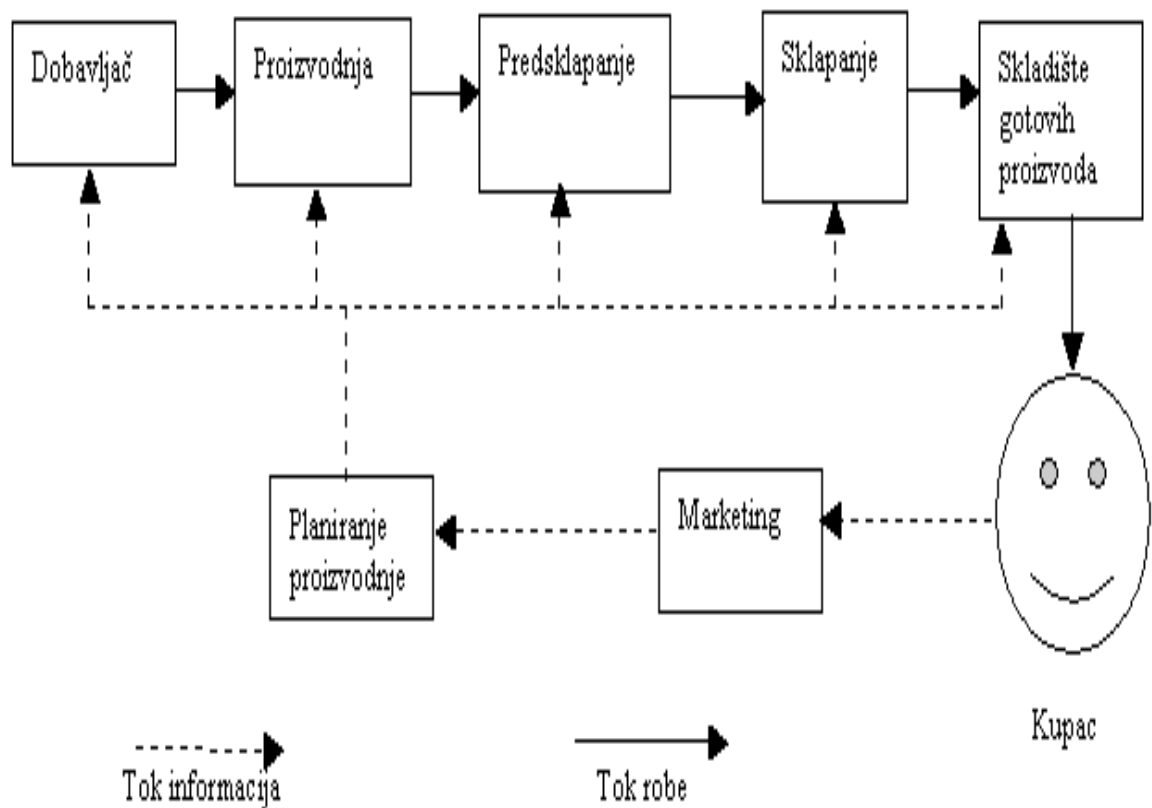 Dobavljač
Proizvodnja
Predsklapanje
Sklapanje
Skladište
gotovih
proizvoda
Planiranje
proizvodnje
Marketing
Kupac
Tok informacija
Tok robe